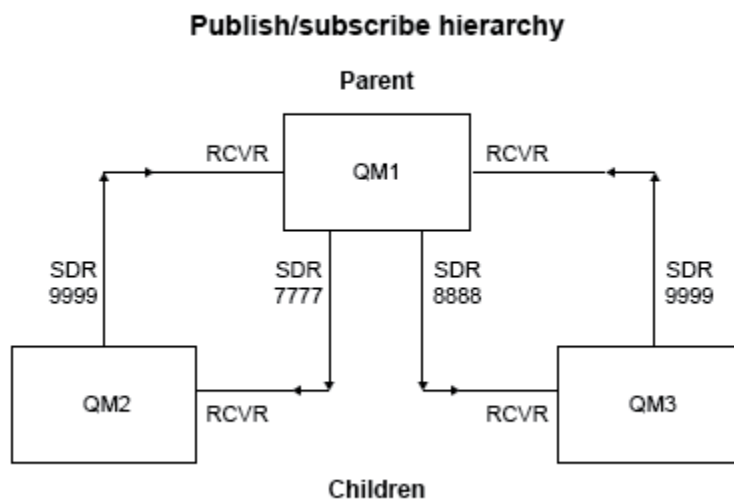 Publish/subscribe hierarchy
Parent
RCVR
QM1
RCVR
SDR
9999
SDR
7777
SDR
8888
SDR
9999
QM2
RCVR
RCVR
QM3
Children